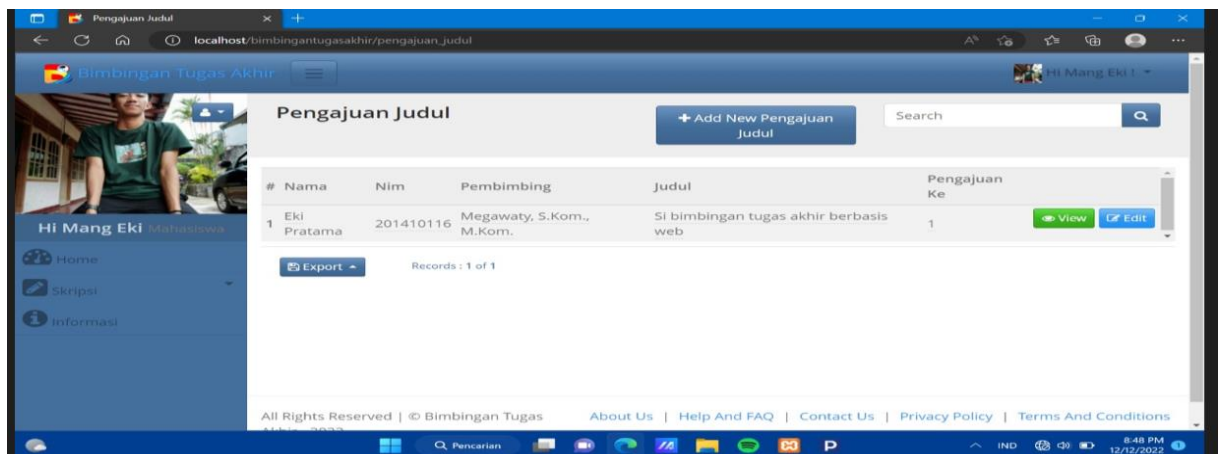 Pengajuan Judul
localhost/bimbingantugasakhir/pengajuan_judul
Bimbingan Tugas Akhir
Hi Mang Eki !
Pengajuan Judul
+ Add New Pengajuan
Judul
Search
# Nama Nim Pembimbing Judul Pengajuan
Ke
1 Eki
Pratama 201410116 Megawaty, S.Kom.,
M.Kom. Si bimbingan tugas akhir berbasis
web 1 View Edit
Hi Mang Eki Mahasiswa
Home
Skripsi
Informasi
Export Records : 1 of 1
All Rights Reserved | © Bimbingan Tugas
Akhir - 2022
About Us | Help And FAQ | Contact Us | Privacy Policy | Terms And Conditions
Pencarian
IND
8:48 PM
12/12/2022